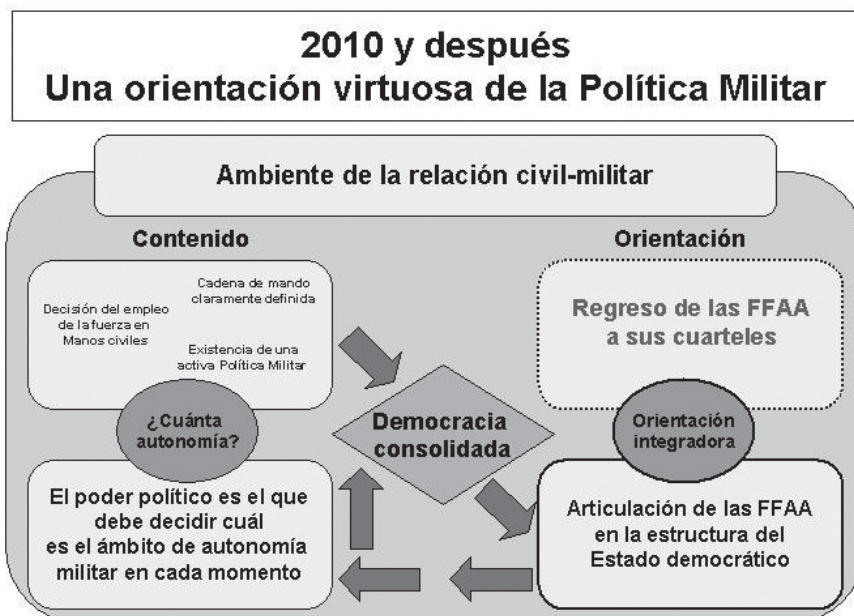 2010 y después
Una orientación virtuosa de la Política Militar
Ambiente de la relación civil-militar
Contenido
Decisión del empleo
de la fuerza en
Manos civiles
Cadena de mando
claramente definida
Existencia de una
activa Política Militar
¿Cuánta
autonomía?
El poder político es el que
debe decidir cuál
es el ámbito de autonomía
militar en cada momento
Democracia
consolidada
Orientación
Regreso de las FFAA
a sus cuarteles
Orientación
integradora
Articulación de las FFAA
en la estructura del
Estado democrático